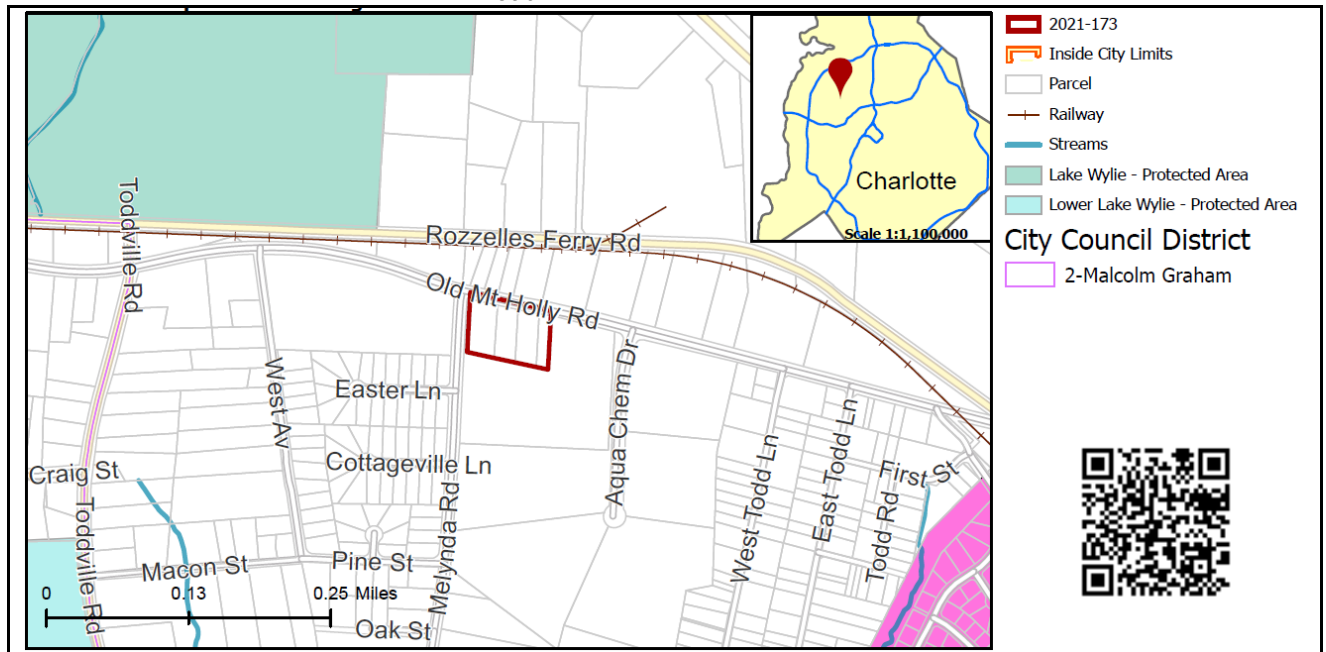 Toddville Rd
Rozzelles Ferry Rd
Old Mt Holly Rd
West Av
Easter Ln
Cottageville Ln
Melynda Rd
Aqua Chem Dr
West Todd Ln
East Todd Ln
Todd Rd
First St
Craig St
Toddville Rd
Macon St
Pine St
Oak St
0 0.13 0.25 Miles
Charlotte
Scale 1:1,100,000
2021-173
Inside City Limits
Parcel
Railway
Streams
Lake Wylie - Protected Area
Lower Lake Wylie - Protected Area
City Council District
2-Malcolm Graham